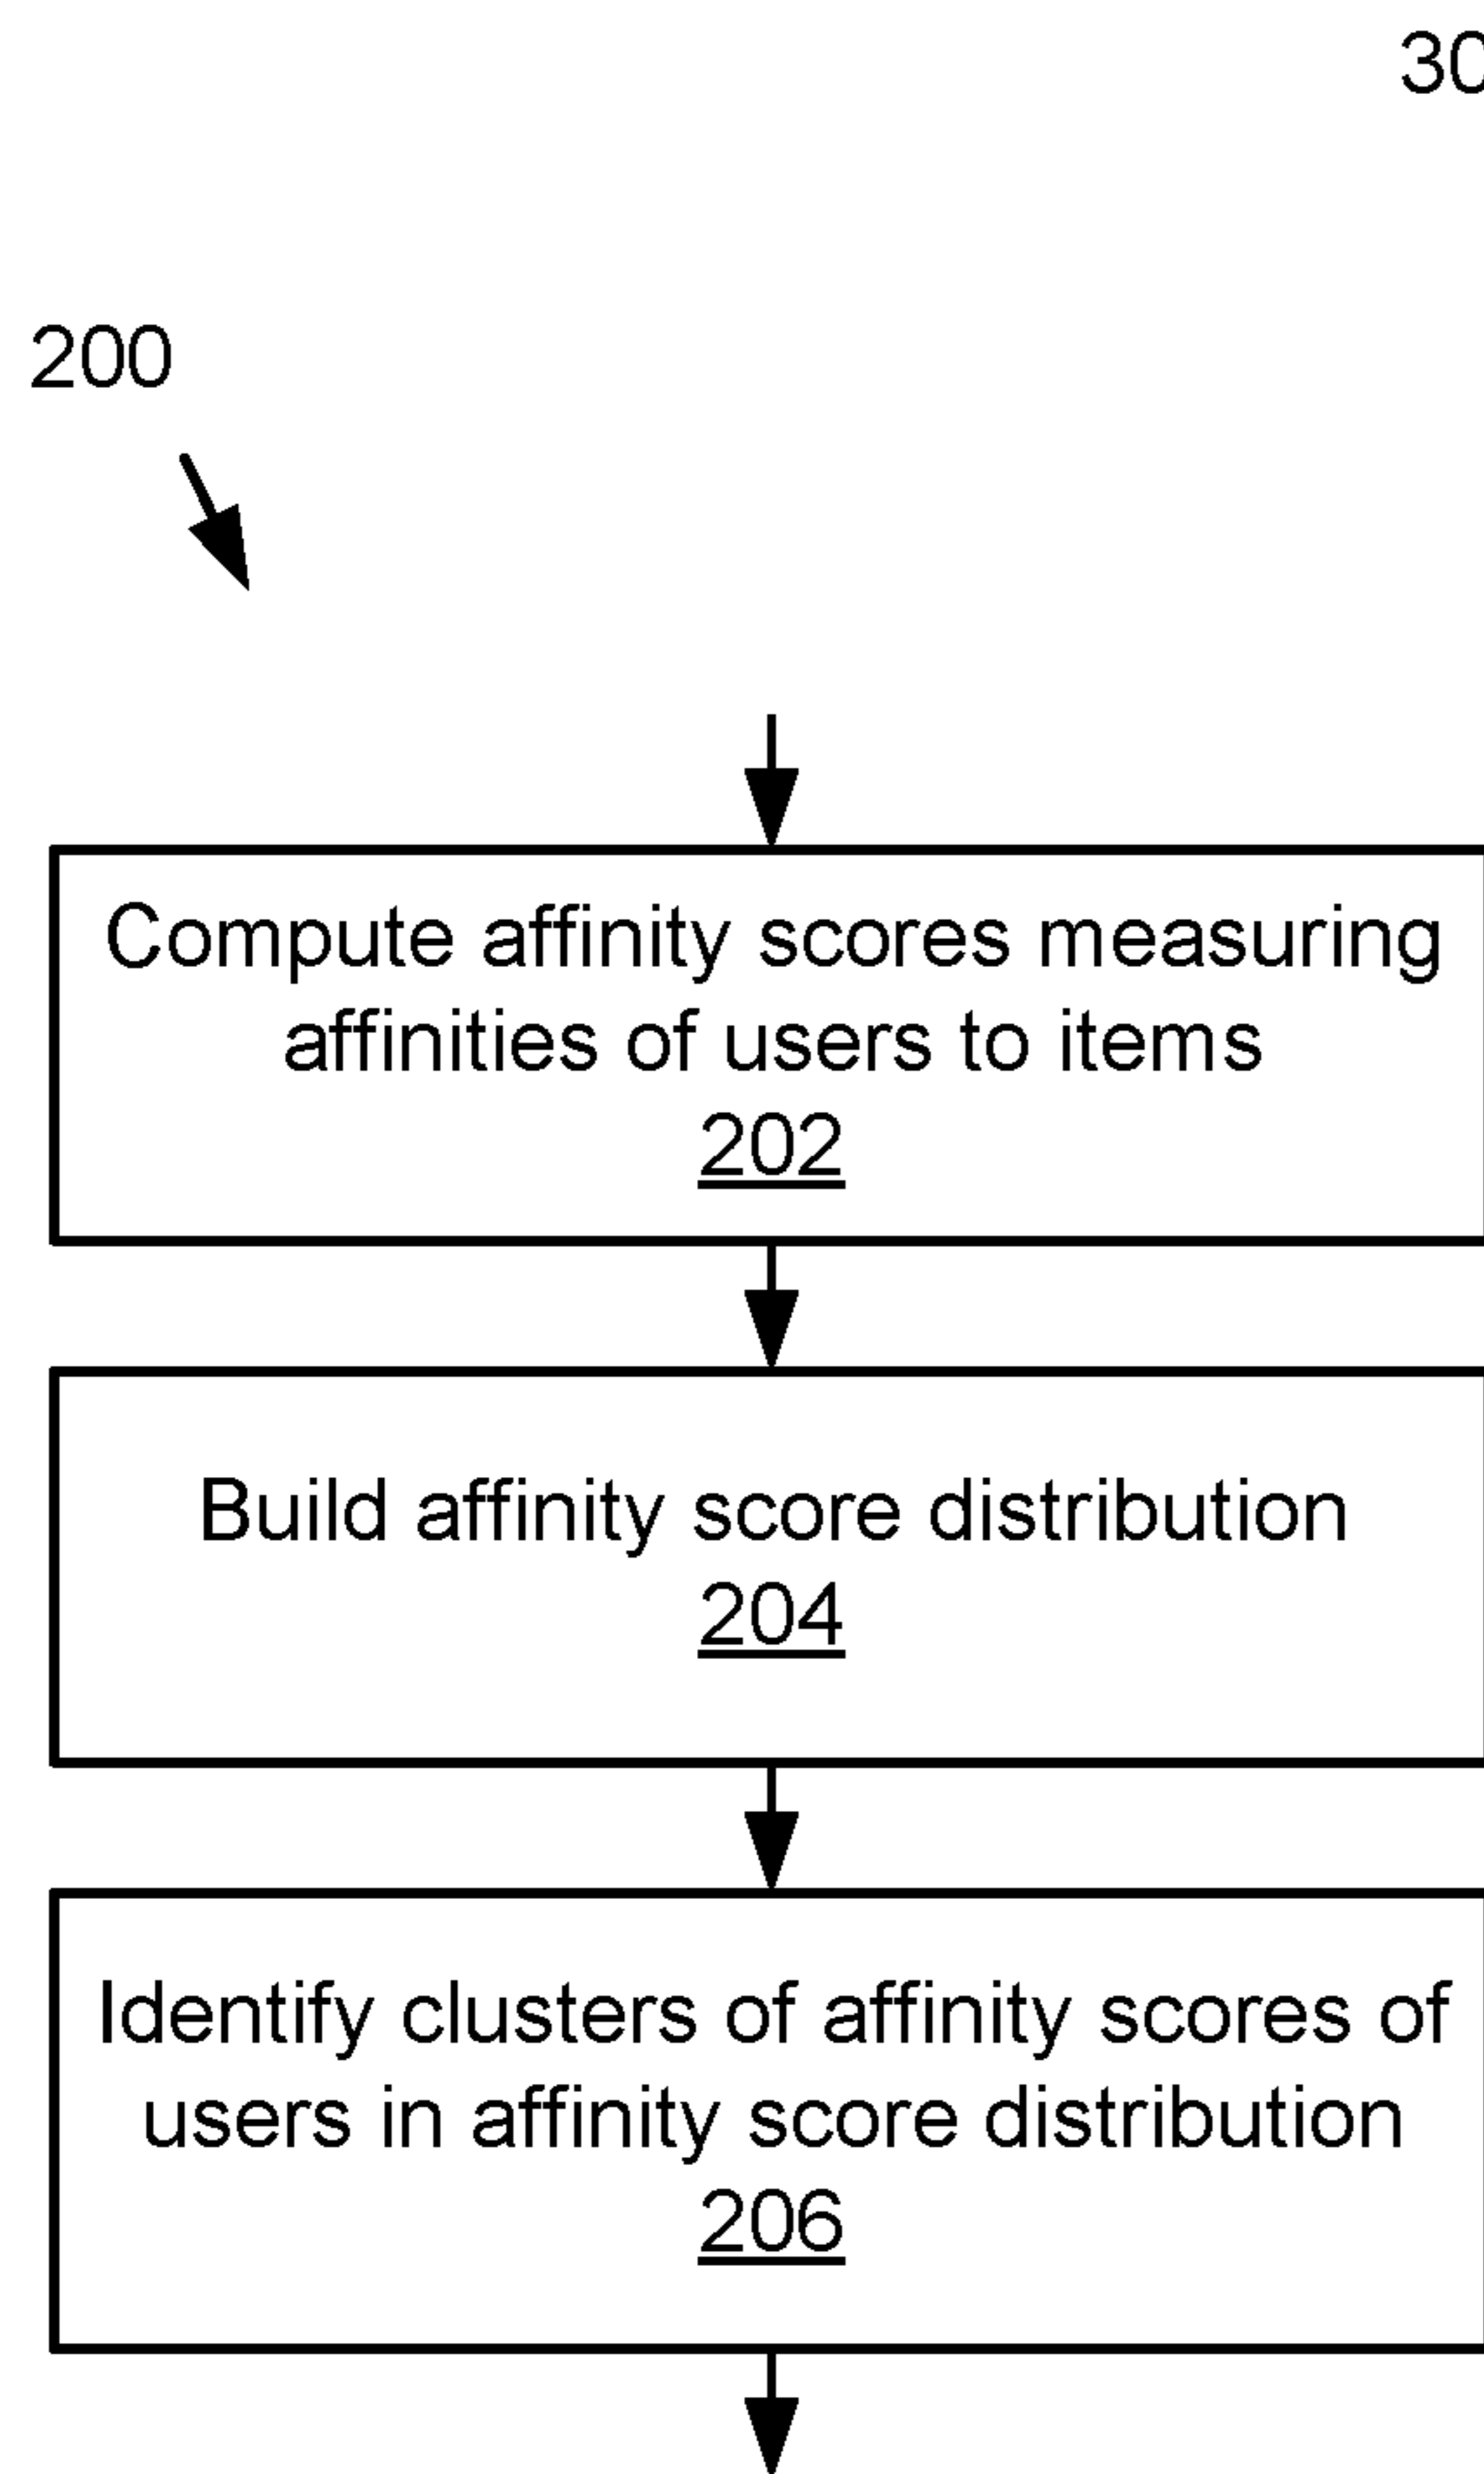 30
200
Compute affinity scores measuring
affinities of users to items
202
Build affinity score distribution
204
Identify clusters of affinity scores of
users in affinity score distribution
206